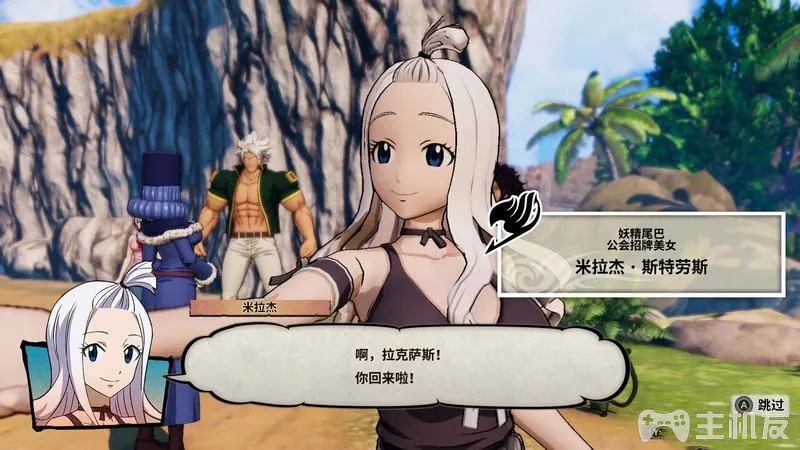 妖精尾巴
公会招牌美女
米拉杰·斯特劳斯
米拉杰
啊，拉克萨斯！
你回来啦！
A 跳过
主机友